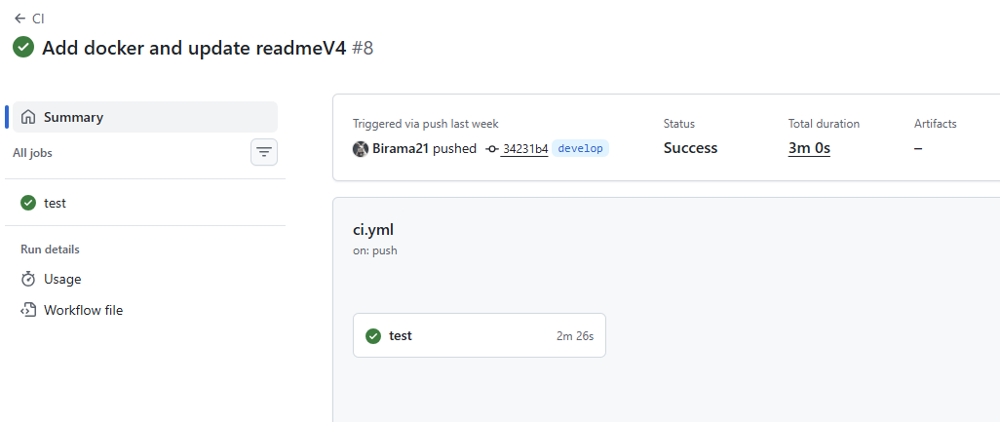 CI
Add docker and update readmeV4 #8
Summary
All jobs
test
Run details
Usage
Workflow file
Triggered via push last week
Birama21 pushed 34231b4 develop
Status
Success
Total duration
3m 0s
Artifacts
–
ci.yml
on: push
test 2m 26s